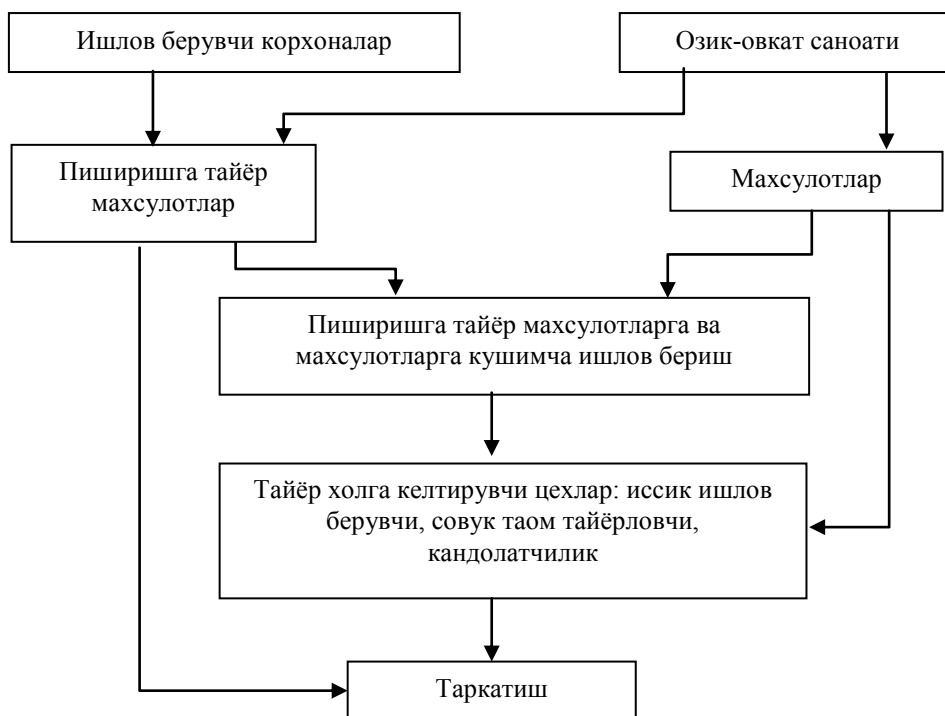 Ишлов берувчи корхоналар
Озик-овкат саноати
Пиширишга тайёр
махсулотлар
Махсулотлар
Пиширишга тайёр махсулотларга ва
махсулотларга кушимча ишлов бериш
Тайёр холга келтирувчи цехлар: иссик ишлов
берувчи, совук таом тайёрловчи,
кандолатчилик
Таркатиш